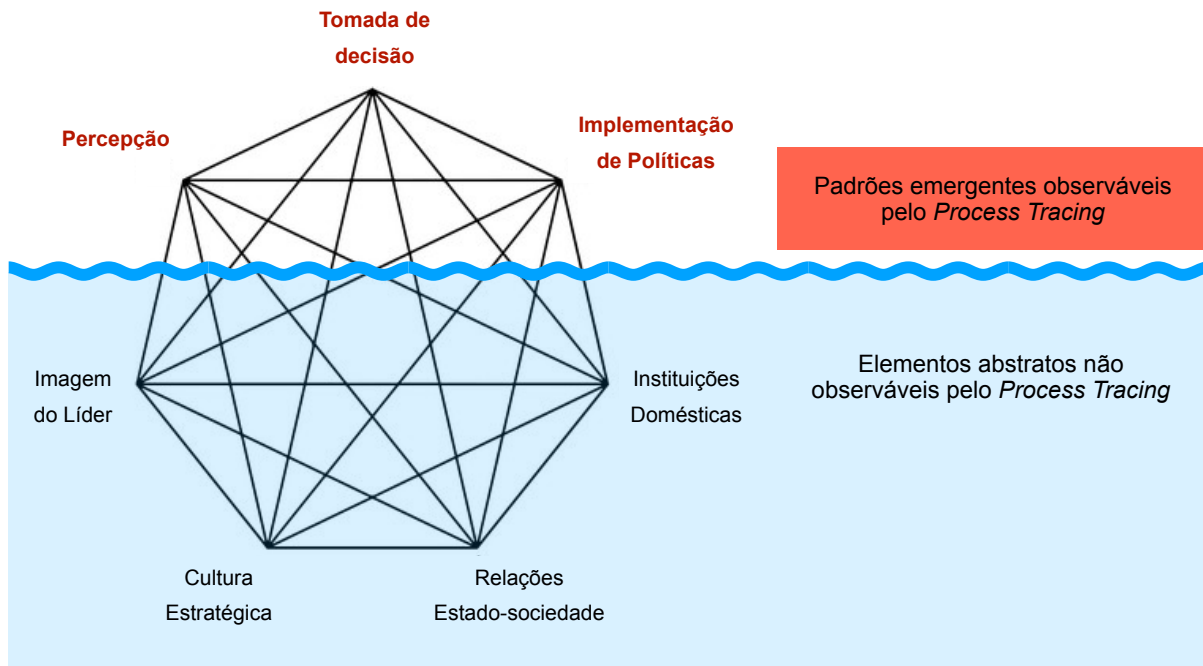 Tomada de
decisão
Percepção
Implementação
de Políticas
Padrões emergentes observáveis
pelo Process Tracing
Imagem
do Líder
Instituições
Domésticas
Elementos abstratos não
observáveis pelo Process Tracing
Cultura
Estratégica
Relações
Estado-sociedade